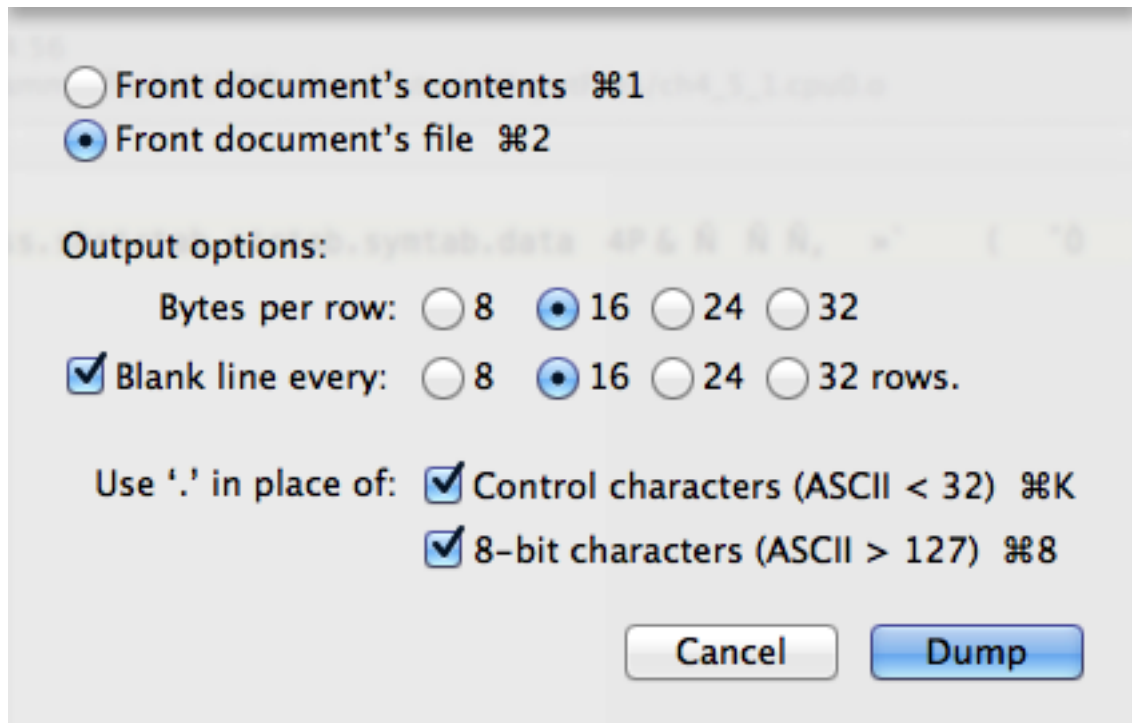 Front document's contents ⌘1
Front document's file ⌘2
Output options:
Bytes per row: 8 16 24 32
Blank line every: 8 16 24 32 rows.
Use ‘.’ in place of: Control characters (ASCII < 32) ⌘K
8-bit characters (ASCII > 127) ⌘8
Cancel Dump